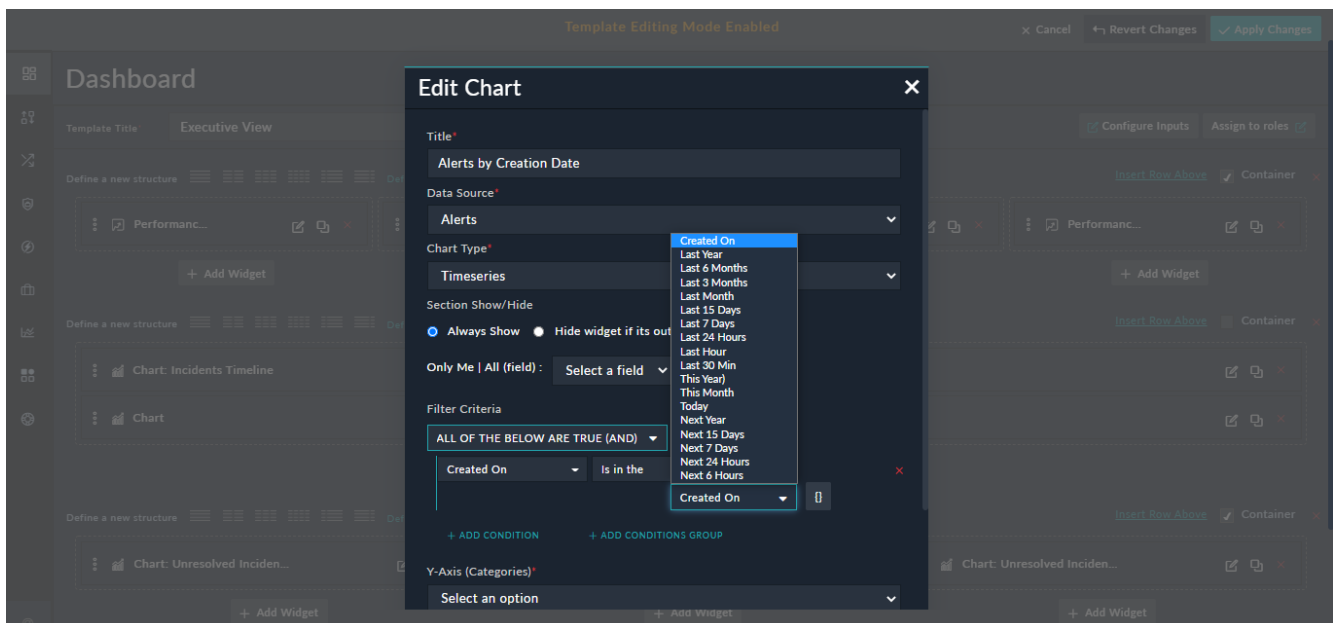 Template Editing Mode Enabled
Cancel
Revert Changes
Apply Changes
Dashboard
Template Title
Executive View
Configure Inputs
Assign to roles
Define a new structure
Insert Row Above
Container
Performanc...
Performanc...
+ Add Widget
+ Add Widget
Define a new structure
Insert Row Above
Container
Chart: Incidents Timeline
Chart
Define a new structure
Insert Row Above
Container
Chart: Unresolved Inciden...
Chart: Unresolved Inciden...
+ Add Widget
+ Add Widget
+ Add Widget
Edit Chart
Title*
Alerts by Creation Date
Data Source*
Alerts
Chart Type*
Timeseries
Section Show/Hide
Always Show
Hide widget if its out
Only Me | All (field) :
Select a field
Filter Criteria
ALL OF THE BELOW ARE TRUE (AND)
Created On
Is in the
Created On
Last Year
Last 6 Months
Last 3 Months
Last Month
Last 15 Days
Last 7 Days
Last 24 Hours
Last Hour
Last 30 Min
This Year)
This Month
Today
Next Year
Next 15 Days
Next 7 Days
Next 24 Hours
Next 6 Hours
Created On
{}
+ ADD CONDITION
+ ADD CONDITIONS GROUP
Y-Axis (Categories)*
Select an option